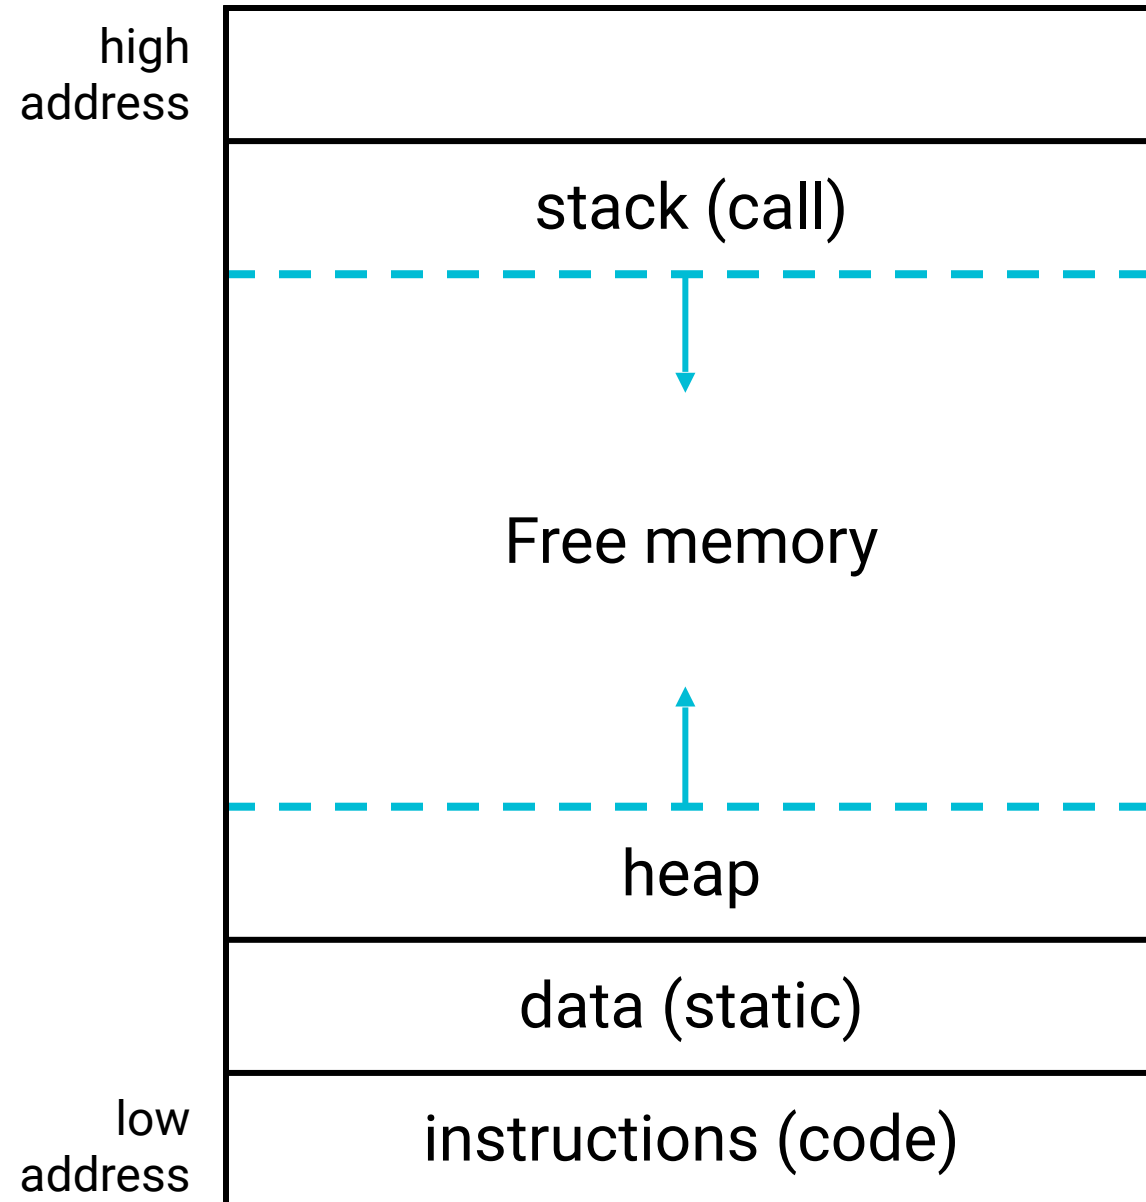 high
address
stack (call)
Free memory
heap
data (static)
instructions (code)
low
address